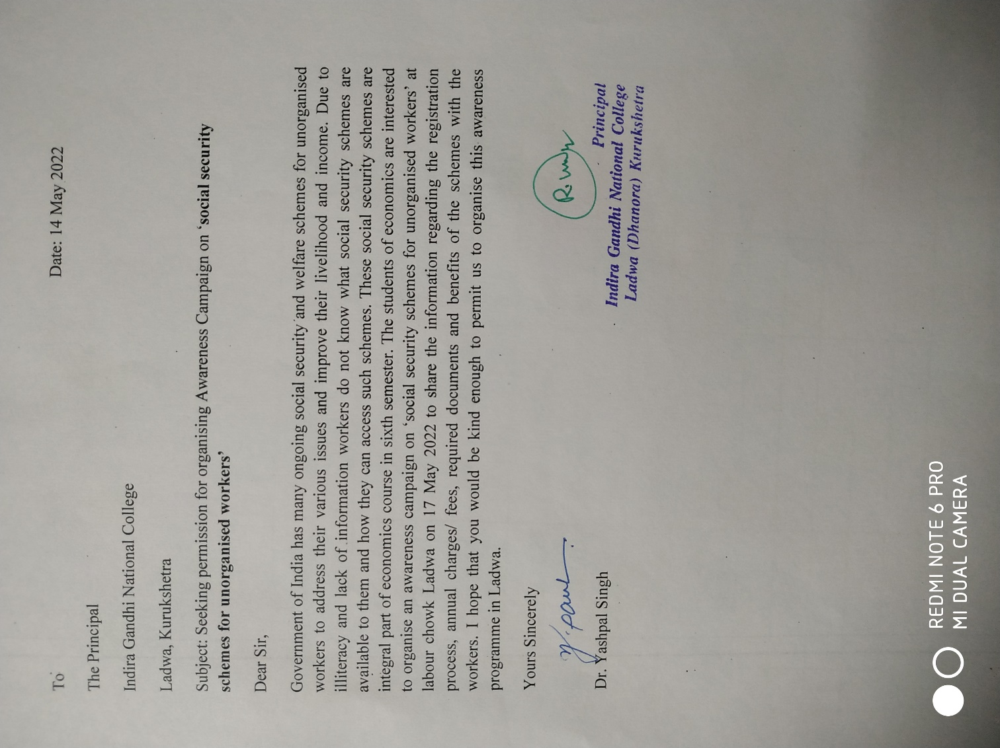 To
Date: 14 May 2022
The Principal
Indira Gandhi National College
Ladwa, Kurukshetra
Subject: Seeking permission for organising Awareness Campaign on ‘social security
schemes for unorganised workers’
Dear Sir,
Government of India has many ongoing social security and welfare schemes for unorganised
workers to address their various issues and improve their livelihood and income. Due to
illiteracy and lack of information workers do not know what social security schemes are
available to them and how they can access such schemes. These social security schemes are
integral part of economics course in sixth semester. The students of economics are interested
to organise an awareness campaign on ‘social security schemes for unorganised workers’ at
labour chowk Ladwa on 17 May 2022 to share the information regarding the registration
process, annual charges/ fees, required documents and benefits of the schemes with the
workers. I hope that you would be kind enough to permit us to organise this awareness
programme in Ladwa.
Yours Sincerely
Dr. Yashpal Singh
Principal
Indira Gandhi National College
Ladwa (Dhanora) Kurukshetra
REDMI NOTE 6 PRO
MI DUAL CAMERA